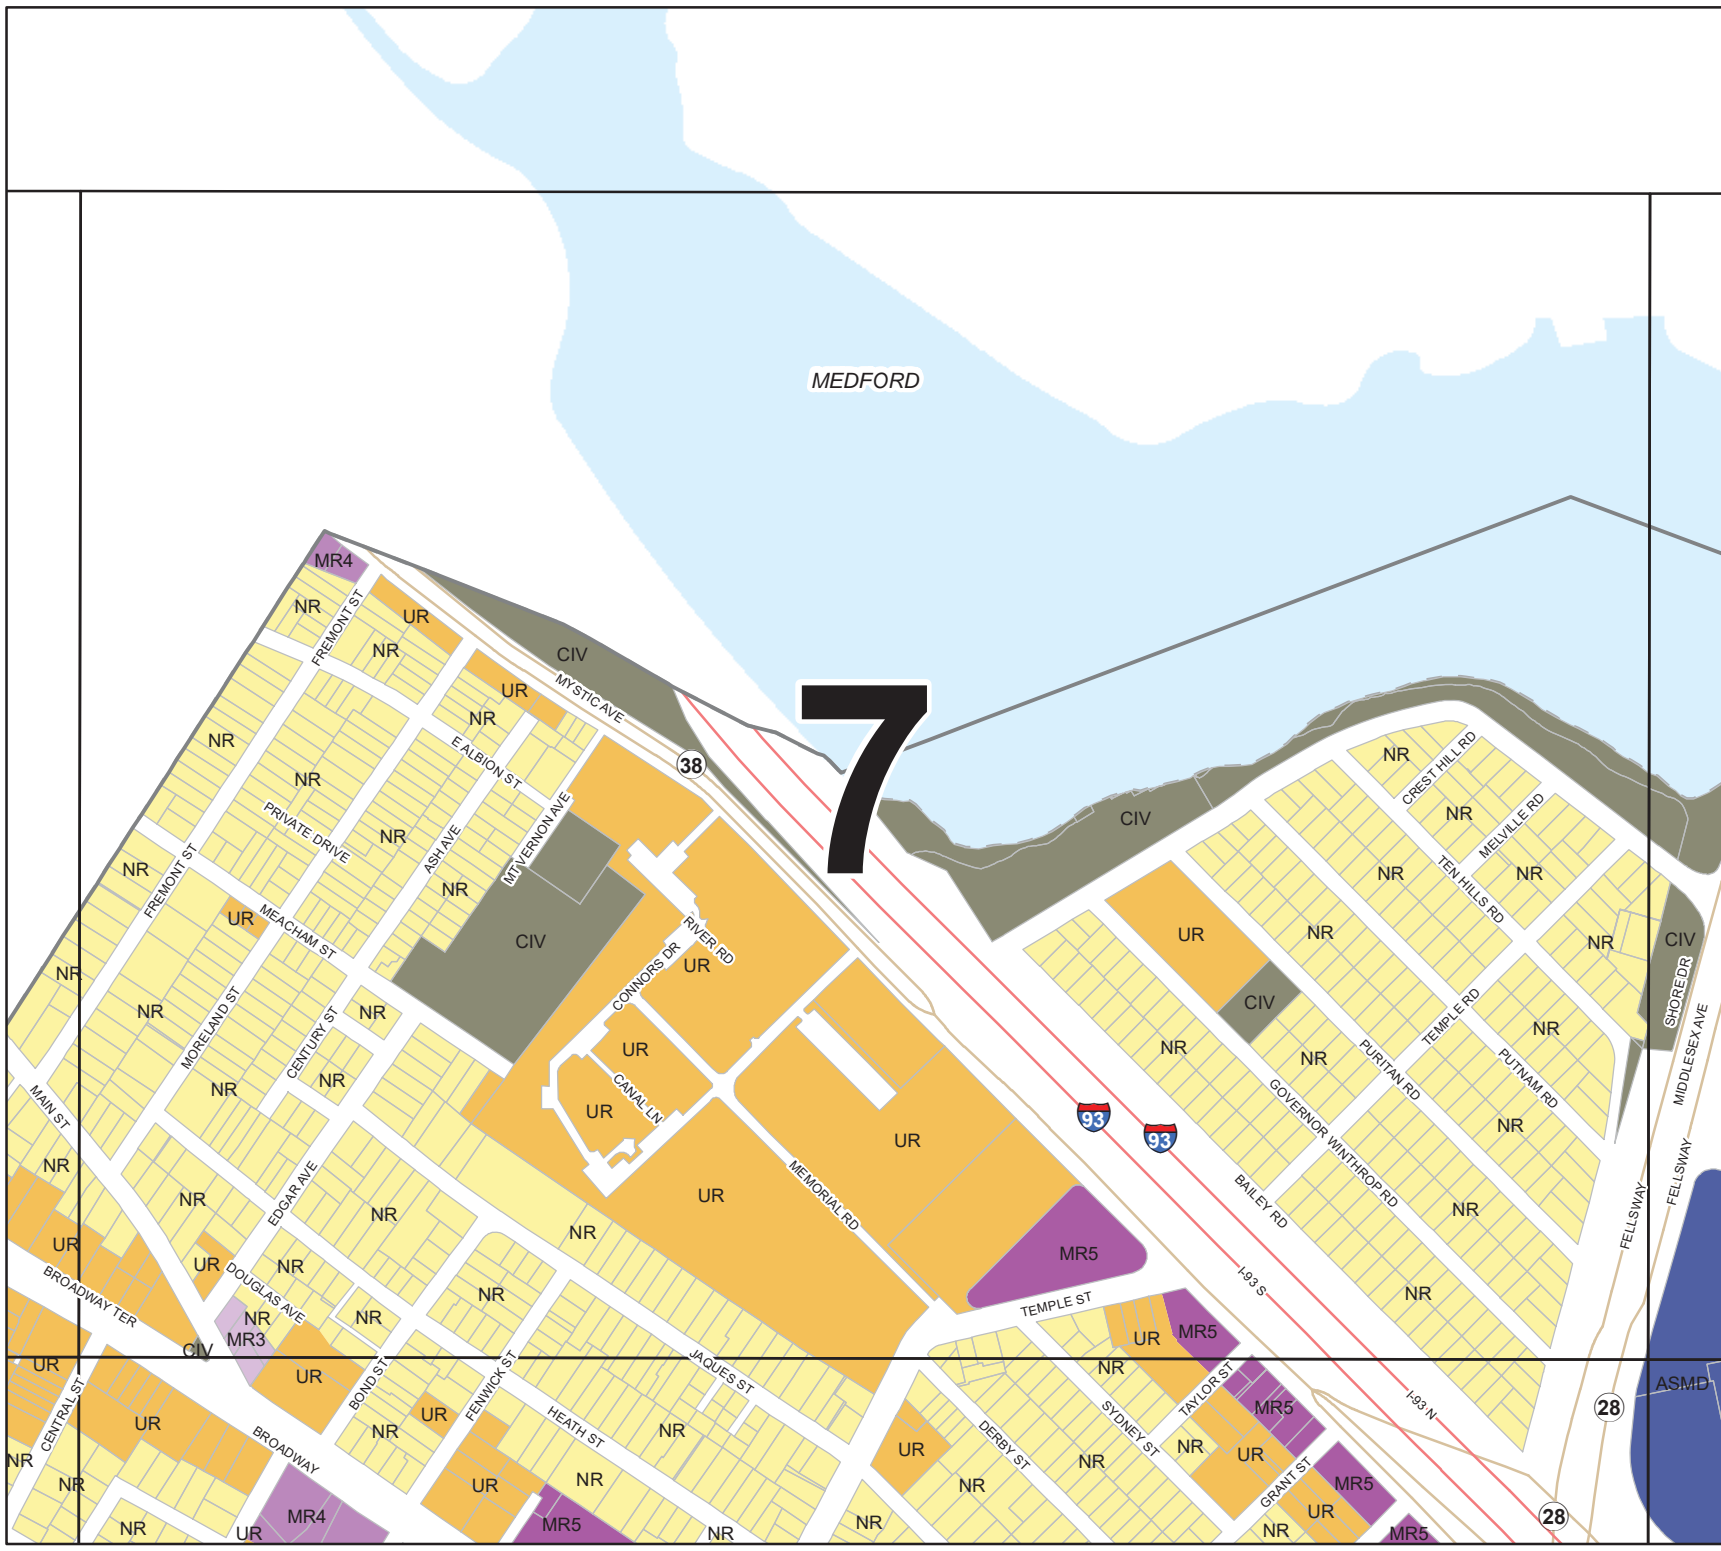 MEDFORD
7
MR4
NR
UR
FREMONT ST
NR
CIV
UR
MYSTIC AVE
NR
NR
E ALBION ST
38
NR
CREST HILL RD
NR
PRIVATE DRIVE
NR
ASH AVE
MT VERNON AVE
CIV
NR
MELVILLE RD
NR
FREMONT ST
NR
NR
TEN HILLS RD
NR
UR
MEACHAM ST
CIV
RIVER RD
CONNORS DR
UR
UR
NR
NR
CIV
SHORE DR
NR
NR
MORELAND ST
NR
CENTURY ST
CIV
TEMPLE RD
NR
UR
NR
NR
PURITAN RD
PUTNAM RD
MIDDLESEX AVE
NR
NR
CANAL LN
UR
MAIN ST
93
93
UR
GOVERNOR WINTHROP RD
NR
NR
EDGAR AVE
NR
NR
UR
MEMORIAL RD
BAILEY RD
NR
FELLSWAY
FELLSWAY
UR
UR
NR
NR
MR5
I-93 S
NR
BROADWAY TER
DOUGLAS AVE
NR
NR
NR
TEMPLE ST
MR3
CIV
UR
MR5
UR
UR
BOND ST
FENWICK ST
JAQUES ST
NR
TAYLOR ST
ASMD
CENTRAL ST
UR
UR
NR
HEATH ST
NR
DERBY ST
SYDNEY ST
MR5
I-93 N
28
BROADWAY
NR
UR
NR
NR
UR
NR
NR
UR
NR
NR
GRANT ST
MR5
MR4
MR5
NR
NR
UR
28
NR
UR
NR
MR5